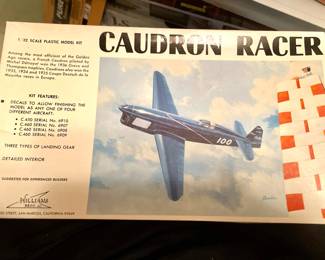 1/32 SCALE PLASTIC MODEL KIT
CAUDRON RACER
Among the most efficient of the Golden
Age racers, a French Caudron piloted by
Michel Détroyat won the 1936 Greve and
Thompson trophies. Caudrons also won the
1933, 1934 and 1935 Coupe Deutsch de la
Meurthe races in Europe.
KIT FEATURES:
DECALS TO ALLOW FINISHING THE
MODEL AS ANY ONE OF FOUR
DIFFERENT AIRCRAFT:
• C.450 SERIAL No. 6910
• C.460 SERIAL No. 6907
• C.460 SERIAL No. 6908
• C.460 SERIAL No. 6909
THREE TYPES OF LANDING GEAR
DETAILED INTERIOR
SUGGESTED FOR EXPERIENCED BUILDERS
WILLIAMS
BROS.
STREET, SAN MARCOS, CALIFORNIA
100